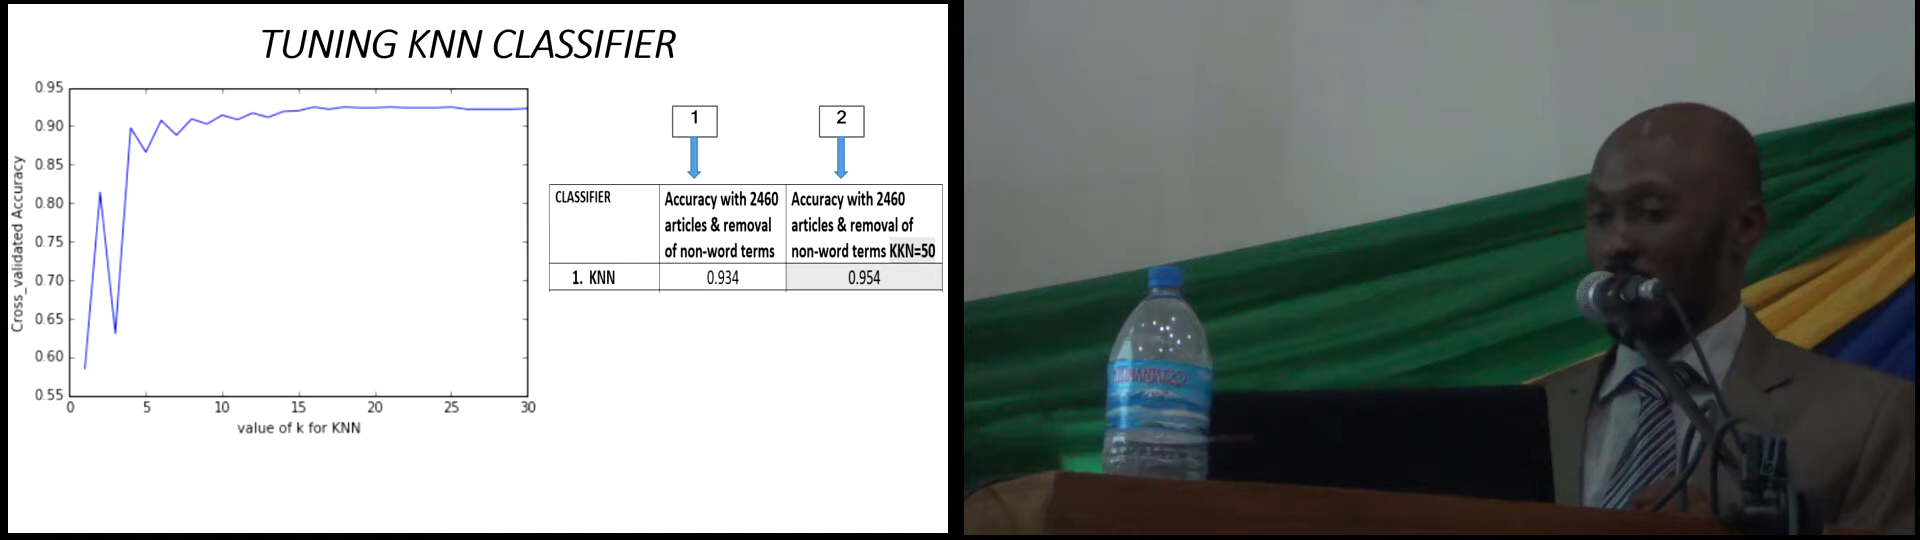 TUNING KNN CLASSIFIER
0.95
0.90
0.85
0.80
0.75
0.70
0.65
0.60
0.55
Cross_validated Accuracy
0 5 10 15 20 25 30
value of k for KNN
1 2
CLASSIFIER
Accuracy with 2460
articles & removal
of non-word terms
Accuracy with 2460
articles & removal of
non-word terms KKN=50
1. KNN 0.934 0.954
KILIMANJARO